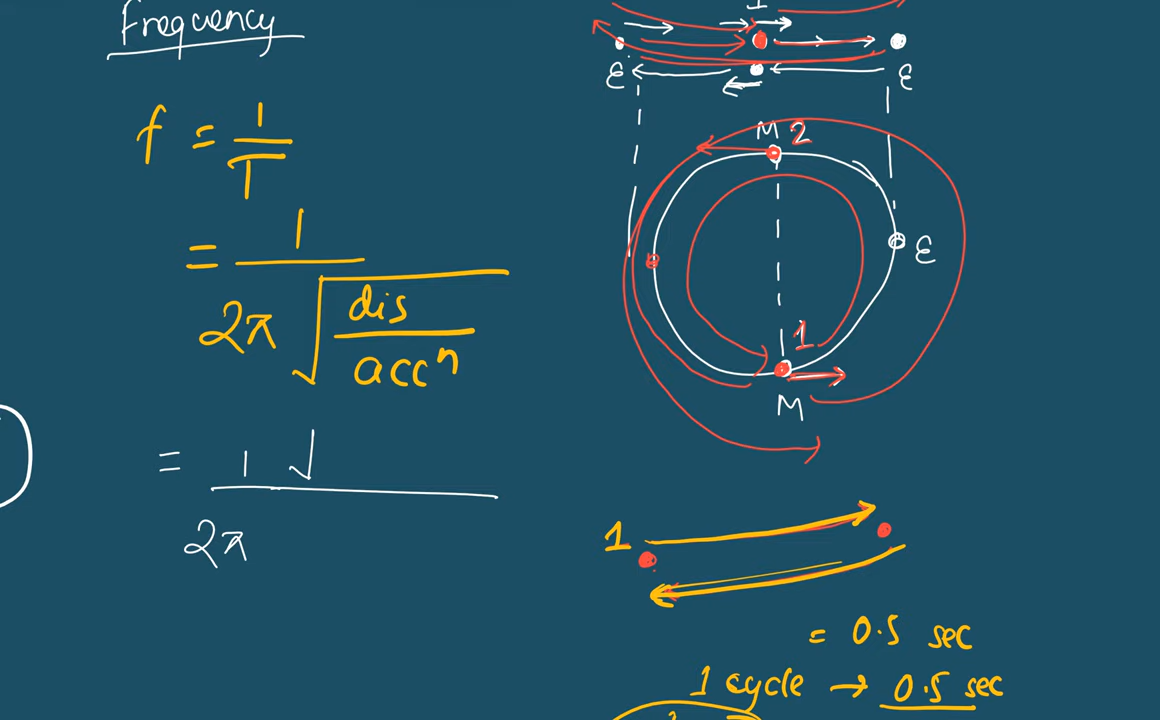 Frequency
f = 1/T
= 1/(2π √(dis/accⁿ))
= 1 √ / 2π
1
ε ε
M 2
ε
1
M
1
= 0.5 sec
1 cycle → 0.5 sec